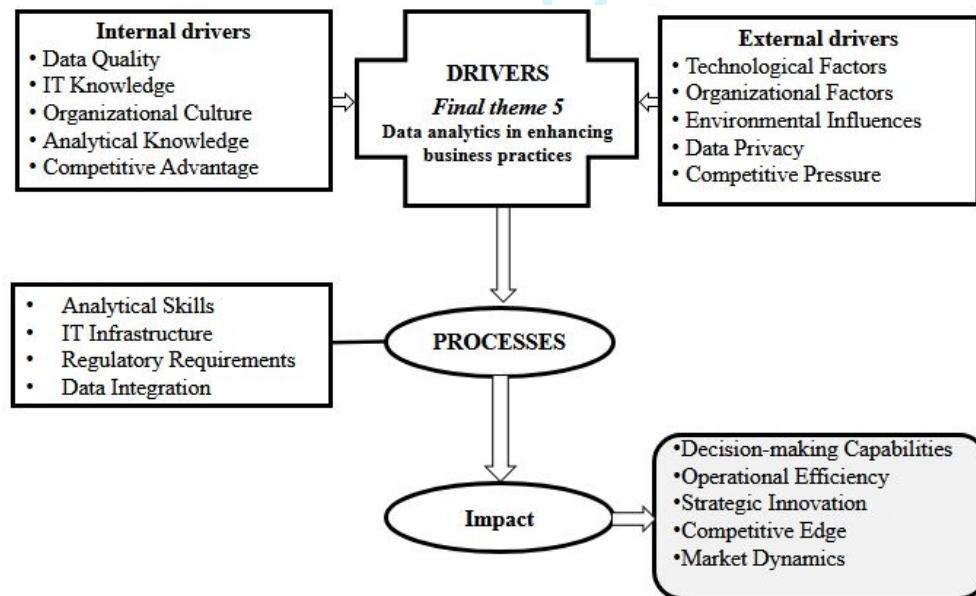 Internal drivers
• Data Quality
• IT Knowledge
• Organizational Culture
• Analytical Knowledge
• Competitive Advantage
DRIVERS
Final theme 5
Data analytics in enhancing
business practices
External drivers
• Technological Factors
• Organizational Factors
• Environmental Influences
• Data Privacy
• Competitive Pressure
• Analytical Skills
• IT Infrastructure
• Regulatory Requirements
• Data Integration
PROCESSES
Impact
•Decision-making Capabilities
•Operational Efficiency
•Strategic Innovation
•Competitive Edge
•Market Dynamics